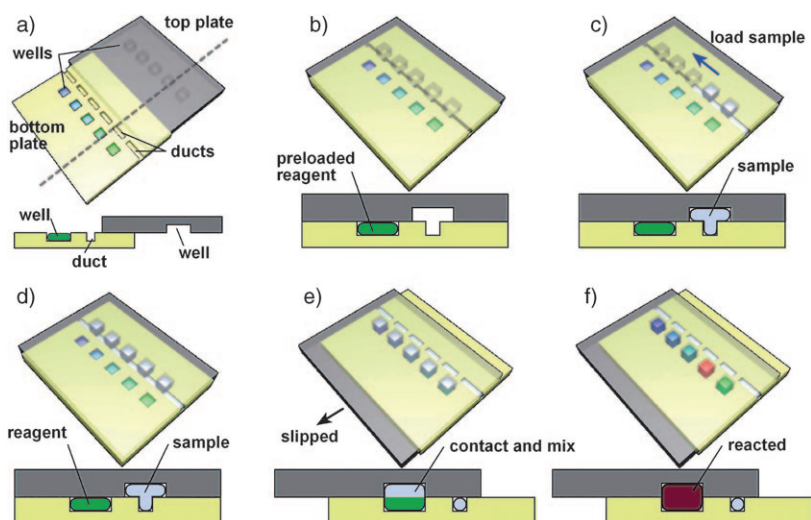 a)
top plate
wells
bottom
plate
ducts
well
well
duct
b)
preloaded
reagent
c)
load sample
sample
d)
reagent
sample
e)
slipped
contact and mix
f)
reacted